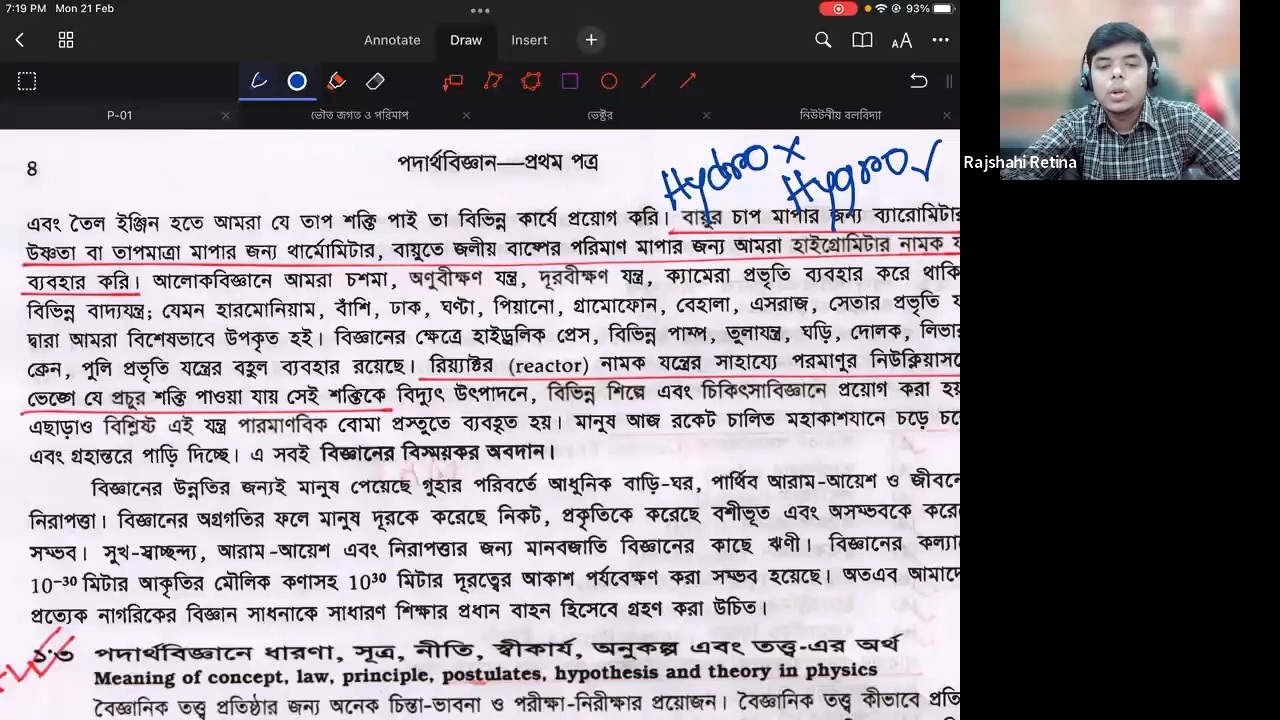 7:19 PM Mon 21 Feb
93%
Annotate
Draw
Insert
P-01
ভৌত জগত ও পরিমাপ
ভেক্টর
নিউটনীয় বলবিদ্যা
Rajshahi Retina
Hydro
Hygro
৪
পদার্থবিজ্ঞান—প্রথম পত্র
এবং তৈল ইঞ্জিন হতে আমরা যে তাপ শক্তি পাই তা বিভিন্ন কার্যে প্রয়োগ করি। বায়ুর চাপ মাপার জন্য ব্যারোমিটার
উষ্ণতা বা তাপমাত্রা মাপার জন্য থার্মোমিটার, বায়ুতে জলীয় বাষ্পের পরিমাণ মাপার জন্য আমরা হাইগ্রোমিটার নামক
ব্যবহার করি। আলোকবিজ্ঞানে আমরা চশমা, অণুবীক্ষণ যন্ত্র, দূরবীক্ষণ যন্ত্র, ক্যামেরা প্রভৃতি ব্যবহার করে থাকি
বিভিন্ন বাদ্যযন্ত্র; যেমন হারমোনিয়াম, বাঁশি, ঢাক, ঘণ্টা, পিয়ানো, গ্রামোফোন, বেহালা, এসরাজ, সেতার প্রভৃতি
দ্বারা আমরা বিশেষভাবে উপকৃত হই। বিজ্ঞানের ক্ষেত্রে হাইড্রলিক প্রেস, বিভিন্ন পাম্প, তুলাযন্ত্র, ঘড়ি, দোলক, লিভার
ক্রেন, পুলি প্রভৃতি যন্ত্রের বহুল ব্যবহার রয়েছে। রিয়্যাক্টর (reactor) নামক যন্ত্রের সাহায্যে পরমাণুর নিউক্লিয়াসকে
ভেঙ্গে যে প্রচুর শক্তি পাওয়া যায় সেই শক্তিকে বিদ্যুৎ উৎপাদনে, বিভিন্ন শিল্পে এবং চিকিৎসাবিজ্ঞানে প্রয়োগ করা হয়
এছাড়াও বিশ্লিষ্ট এই যন্ত্র পারমাণবিক বোমা প্রস্তুতে ব্যবহৃত হয়। মানুষ আজ রকেট চালিত মহাকাশযানে চড়ে
এবং গ্রহান্তরে পাড়ি দিচ্ছে। এ সবই বিজ্ঞানের বিস্ময়কর অবদান।
বিজ্ঞানের উন্নতির জন্যই মানুষ পেয়েছে গুহার পরিবর্তে আধুনিক বাড়ি-ঘর, পার্থিব আরাম-আয়েশ ও জীবনে
নিরাপত্তা। বিজ্ঞানের অগ্রগতির ফলে মানুষ দূরকে করেছে নিকট, প্রকৃতিকে করেছে বশীভূত এবং অসম্ভবকে করে
সম্ভব। সুখ-স্বাচ্ছন্দ্য, আরাম-আয়েশ এবং নিরাপত্তার জন্য মানবজাতি বিজ্ঞানের কাছে ঋণী। বিজ্ঞানের
10⁻³⁰ মিটার আকৃতির মৌলিক কণাসহ 10³⁰ মিটার দূরত্বের আকাশ পর্যবেক্ষণ করা সম্ভব হয়েছে। অতএব
প্রত্যেক নাগরিকের বিজ্ঞান সাধনাকে সাধারণ শিক্ষার প্রধান বাহন হিসেবে গ্রহণ করা উচিত।
১·৩ পদার্থবিজ্ঞানে ধারণা, সূত্র, নীতি, স্বীকার্য, অনুকল্প এবং তত্ত্ব-এর অর্থ
Meaning of concept, law, principle, postulates, hypothesis and theory in physics
বৈজ্ঞানিক তত্ত্ব প্রতিষ্ঠার জন্য অনেক চিন্তা-ভাবনা ও পরীক্ষা-নিরীক্ষার প্রয়োজন। বৈজ্ঞানিক তত্ত্ব কীভাবে